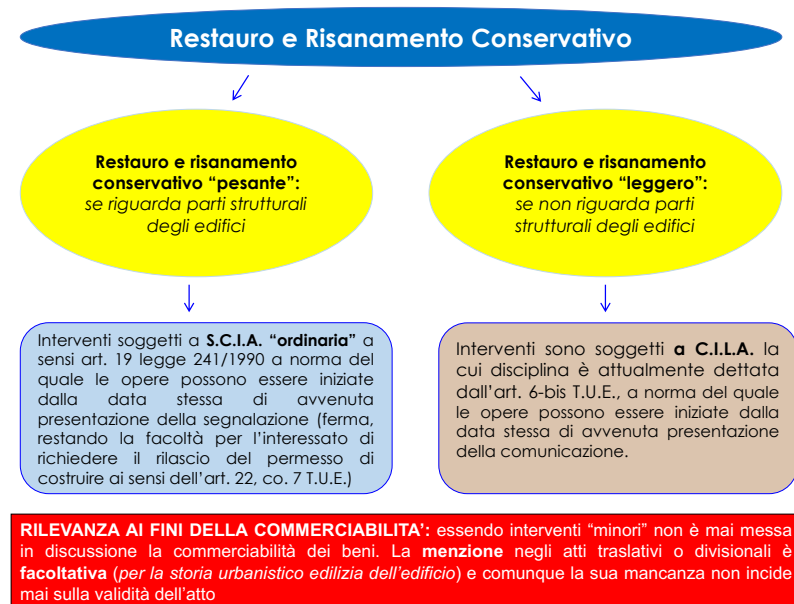 Restauro e Risanamento Conservativo
Restauro e risanamento
conservativo “pesante”:
se riguarda parti strutturali
degli edifici
Restauro e risanamento
conservativo “leggero”:
se non riguarda parti
strutturali degli edifici
Interventi soggetti a S.C.I.A. “ordinaria” a
sensi art. 19 legge 241/1990 a norma del
quale le opere possono essere iniziate
dalla data stessa di avvenuta
presentazione della segnalazione (ferma,
restando la facoltà per l’interessato di
richiedere il rilascio del permesso di
costruire ai sensi dell’art. 22, co. 7 T.U.E.)
Interventi sono soggetti a C.I.L.A. la
cui disciplina è attualmente dettata
dall’art. 6-bis T.U.E., a norma del quale
le opere possono essere iniziate dalla
data stessa di avvenuta presentazione
della comunicazione.
RILEVANZA AI FINI DELLA COMMERCIABILITA’: essendo interventi “minori” non è mai messa
in discussione la commerciabilità dei beni. La menzione negli atti traslativi o divisionali è
facoltativa (per la storia urbanistico edilizia dell’edificio) e comunque la sua mancanza non incide
mai sulla validità dell’atto